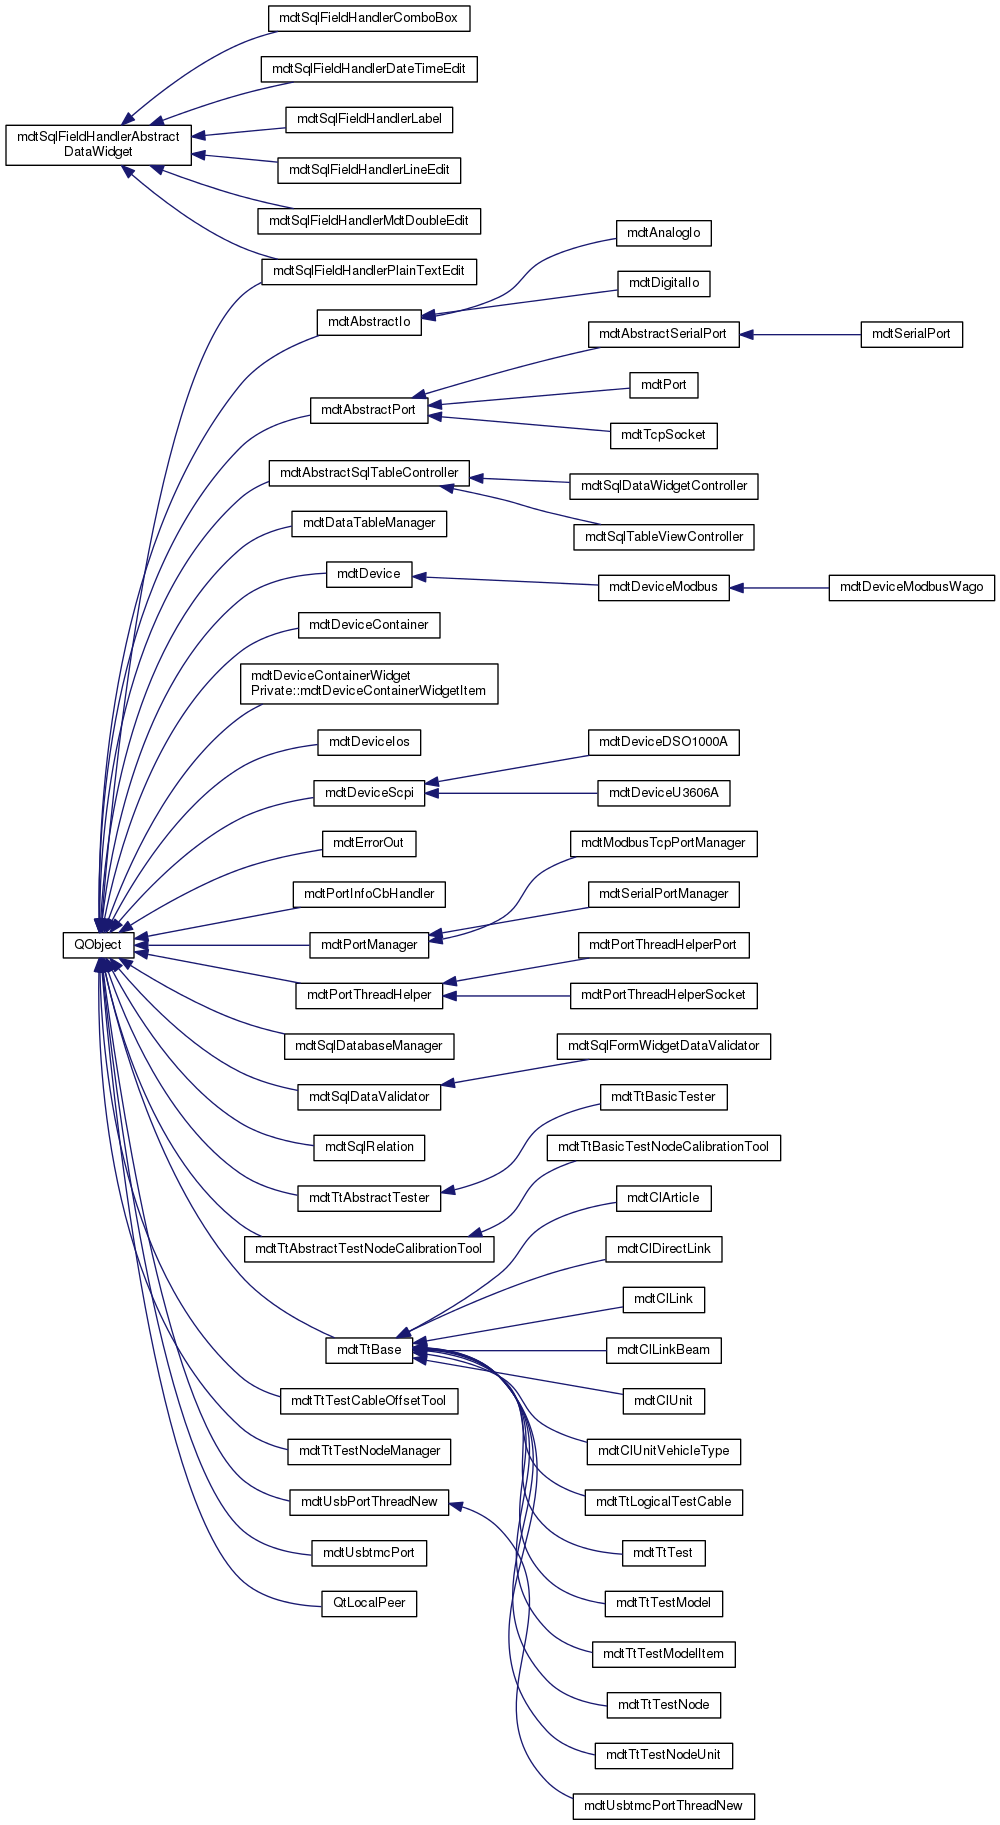 mdtSqlFieldHandlerComboBox
mdtSqlFieldHandlerDateTimeEdit
mdtSqlFieldHandlerLabel
mdtSqlFieldHandlerAbstract
DataWidget
mdtSqlFieldHandlerLineEdit
mdtSqlFieldHandlerMdtDoubleEdit
mdtSqlFieldHandlerPlainTextEdit
mdtAnalogIo
mdtDigitalIo
mdtAbstractIo
mdtAbstractSerialPort
mdtSerialPort
mdtPort
mdtAbstractPort
mdtTcpSocket
mdtAbstractSqlTableController
mdtSqlDataWidgetController
mdtDataTableManager
mdtSqlTableViewController
mdtDevice
mdtDeviceModbus
mdtDeviceModbusWago
mdtDeviceContainer
mdtDeviceContainerWidget
Private::mdtDeviceContainerWidgetItem
mdtDeviceIos
mdtDeviceDSO1000A
mdtDeviceScpi
mdtDeviceU3606A
mdtErrorOut
mdtModbusTcpPortManager
mdtPortInfoCbHandler
mdtSerialPortManager
QObject
mdtPortManager
mdtPortThreadHelperPort
mdtPortThreadHelper
mdtPortThreadHelperSocket
mdtSqlDatabaseManager
mdtSqlFormWidgetDataValidator
mdtSqlDataValidator
mdtTtBasicTester
mdtSqlRelation
mdtTtBasicTestNodeCalibrationTool
mdtTtAbstractTester
mdtClArticle
mdtTtAbstractTestNodeCalibrationTool
mdtClDirectLink
mdtClLink
mdtTtBase
mdtClLinkBeam
mdtTtTestCableOffsetTool
mdtClUnit
mdtTtTestNodeManager
mdtClUnitVehicleType
mdtUsbPortThreadNew
mdtTtLogicalTestCable
mdtUsbtmcPort
mdtTtTest
QtLocalPeer
mdtTtTestModel
mdtTtTestModelItem
mdtTtTestNode
mdtTtTestNodeUnit
mdtUsbtmcPortThreadNew